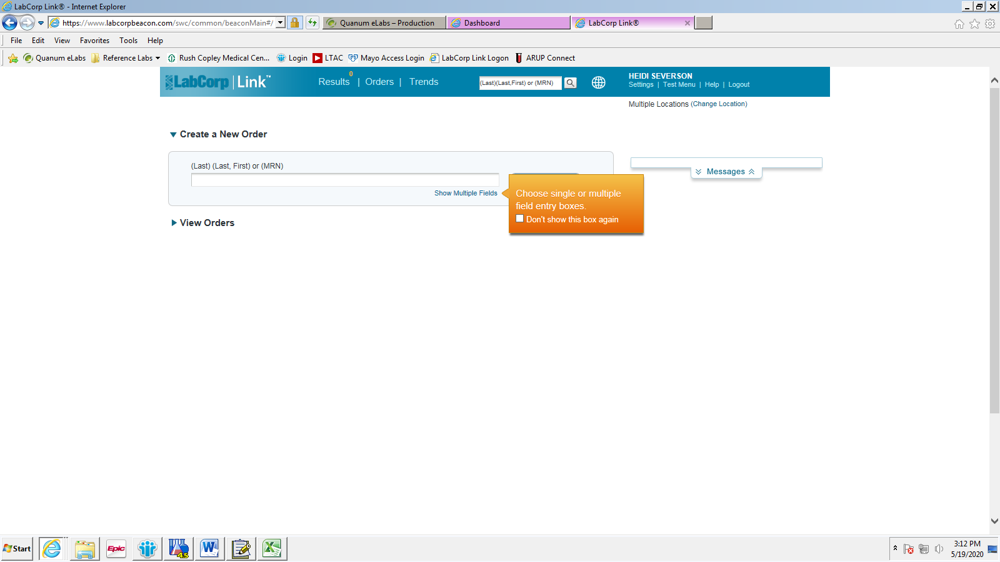 LabCorp Link® - Internet Explorer
https://www.labcorpbeacon.com/swc/common/beaconMain#/
Quanum eLabs – Production
Dashboard
LabCorp Link®
File Edit View Favorites Tools Help
Quanum eLabs Reference Labs Rush Copley Medical Cen... Login LTAC Mayo Access Login LabCorp Link Logon ARUP Connect
LabCorp | Link™
Results 0 | Orders | Trends
(Last)(Last,First) or (MRN)
HEIDI SEVERSON
Settings | Test Menu | Help | Logout
Multiple Locations (Change Location)
Create a New Order
(Last) (Last, First) or (MRN)
Messages
Show Multiple Fields
Choose single or multiple
field entry boxes.
Don't show this box again
View Orders
Start
Epic
4.5
W
X
3:12 PM
5/19/2020